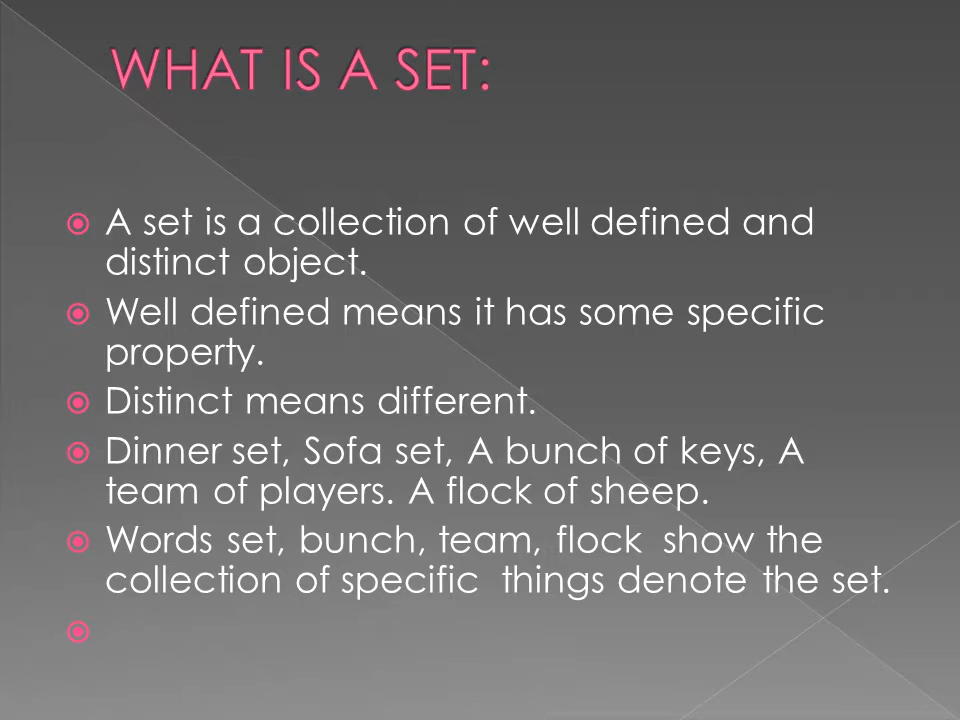 WHAT IS A SET:
A set is a collection of well defined and
distinct object.
Well defined means it has some specific
property.
Distinct means different.
Dinner set, Sofa set, A bunch of keys, A
team of players. A flock of sheep.
Words set, bunch, team, flock  show the
collection of specific  things denote the set.